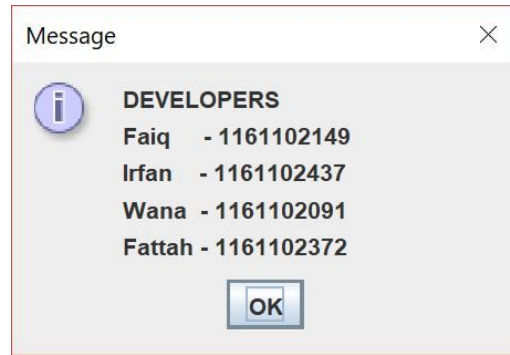 Message
DEVELOPERS
Faiq - 1161102149
Irfan - 1161102437
Wana - 1161102091
Fattah - 1161102372
OK